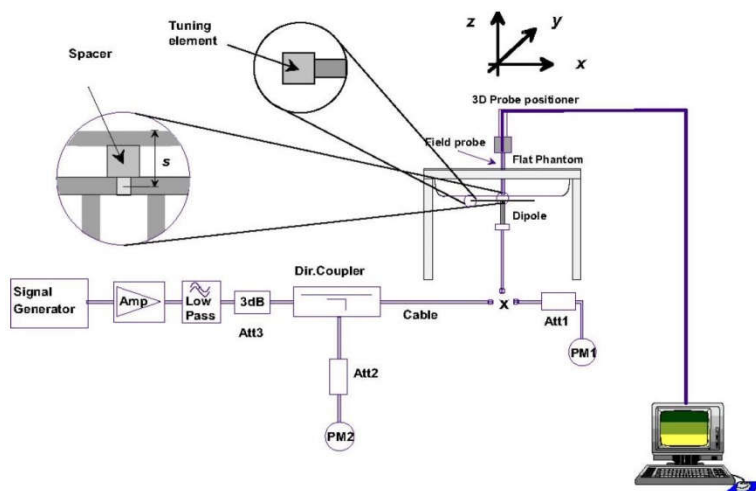 Tuning
element
z
y
x
Spacer
s
3D Probe positioner
Field probe
Flat Phantom
Dipole
Dir.Coupler
Signal
Generator
Amp
Low
Pass
3dB
Att3
Cable
x
Att1
PM1
Att2
PM2